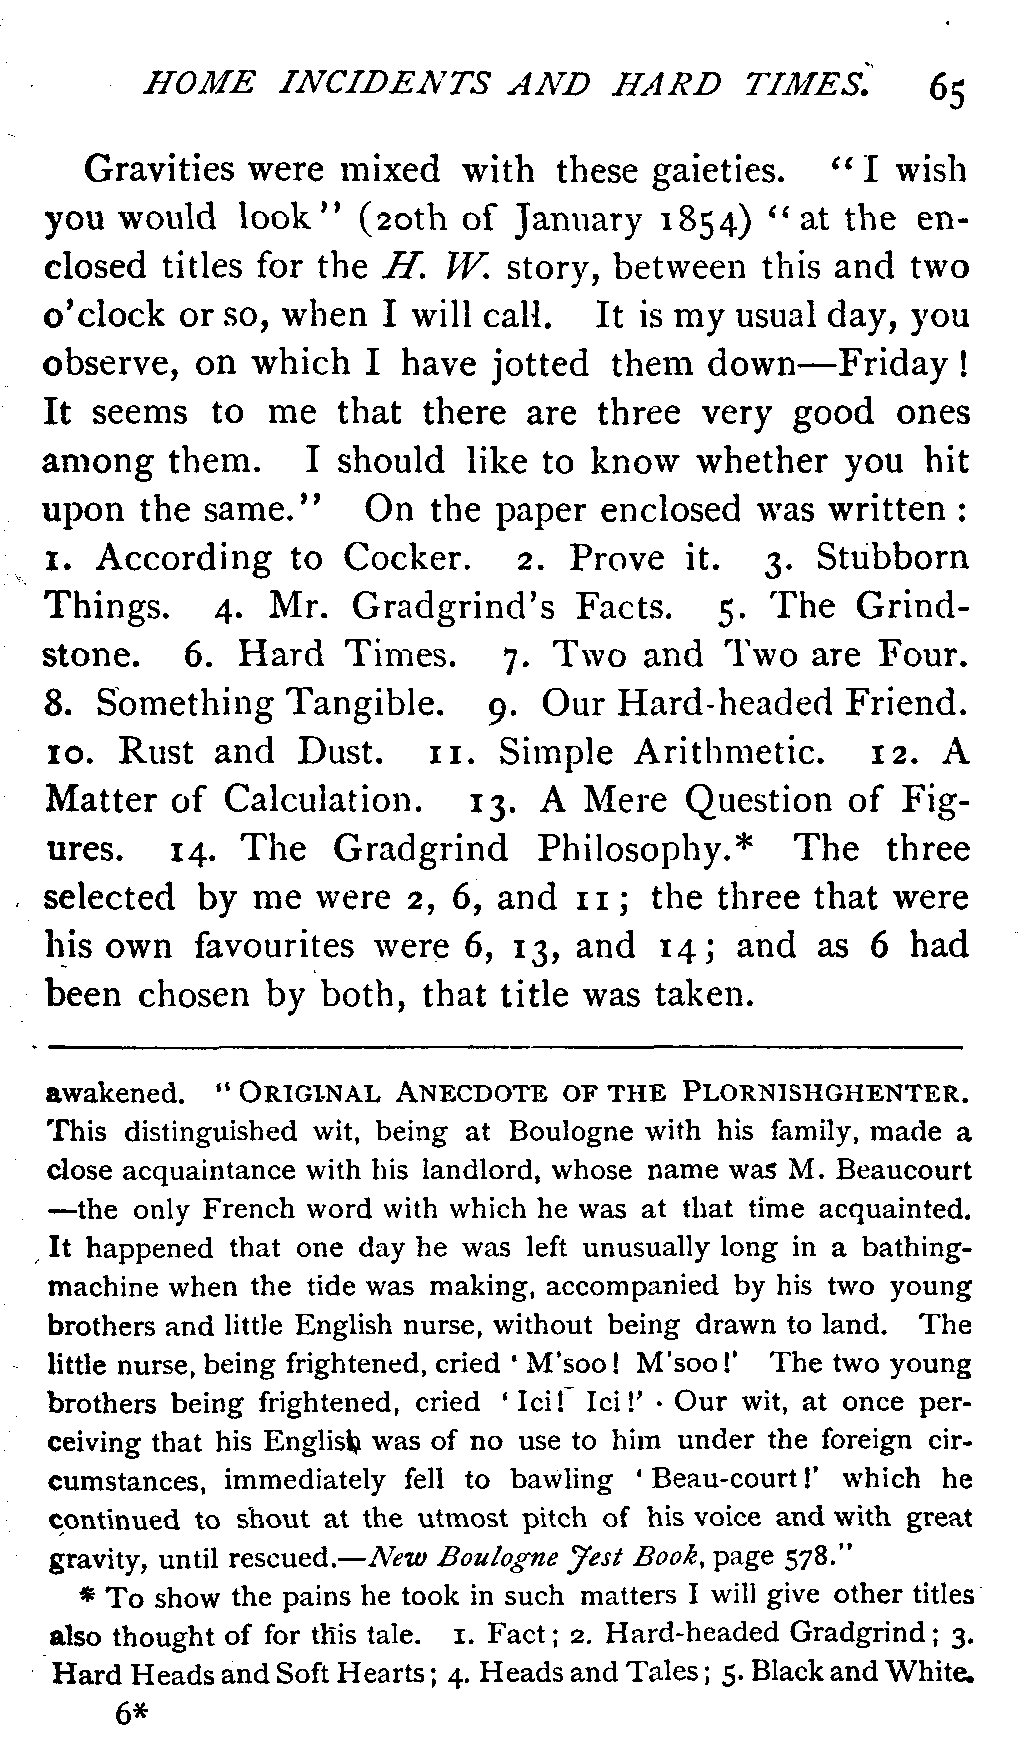 HOME INCIDENTS AND HARD TIMES. 65
Gravities were mixed with these gaieties. "I wish
you would look" (20th of January 1854) "at the en-
closed titles for the H. W. story, between this and two
o'clock or so, when I will call. It is my usual day, you
observe, on which I have jotted them down—Friday!
It seems to me that there are three very good ones
among them. I should like to know whether you hit
upon the same." On the paper enclosed was written:
1. According to Cocker. 2. Prove it. 3. Stubborn
Things. 4. Mr. Gradgrind's Facts. 5. The Grind-
stone. 6. Hard Times. 7. Two and Two are Four.
8. Something Tangible. 9. Our Hard-headed Friend.
10. Rust and Dust. 11. Simple Arithmetic. 12. A
Matter of Calculation. 13. A Mere Question of Fig-
ures. 14. The Gradgrind Philosophy.* The three
selected by me were 2, 6, and 11; the three that were
his own favourites were 6, 13, and 14; and as 6 had
been chosen by both, that title was taken.
awakened. "ORIGINAL ANECDOTE OF THE PLORNISHGHENTER.
This distinguished wit, being at Boulogne with his family, made a
close acquaintance with his landlord, whose name was M. Beaucourt
—the only French word with which he was at that time acquainted.
It happened that one day he was left unusually long in a bathing-
machine when the tide was making, accompanied by his two young
brothers and little English nurse, without being drawn to land. The
little nurse, being frightened, cried 'M'soo! M'soo!' The two young
brothers being frightened, cried 'Ici! Ici!' Our wit, at once per-
ceiving that his English was of no use to him under the foreign cir-
cumstances, immediately fell to bawling 'Beau-court!' which he
continued to shout at the utmost pitch of his voice and with great
gravity, until rescued.—New Boulogne Jest Book, page 578."
* To show the pains he took in such matters I will give other titles
also thought of for this tale. 1. Fact; 2. Hard-headed Gradgrind; 3.
Hard Heads and Soft Hearts; 4. Heads and Tales; 5. Black and White.
6*